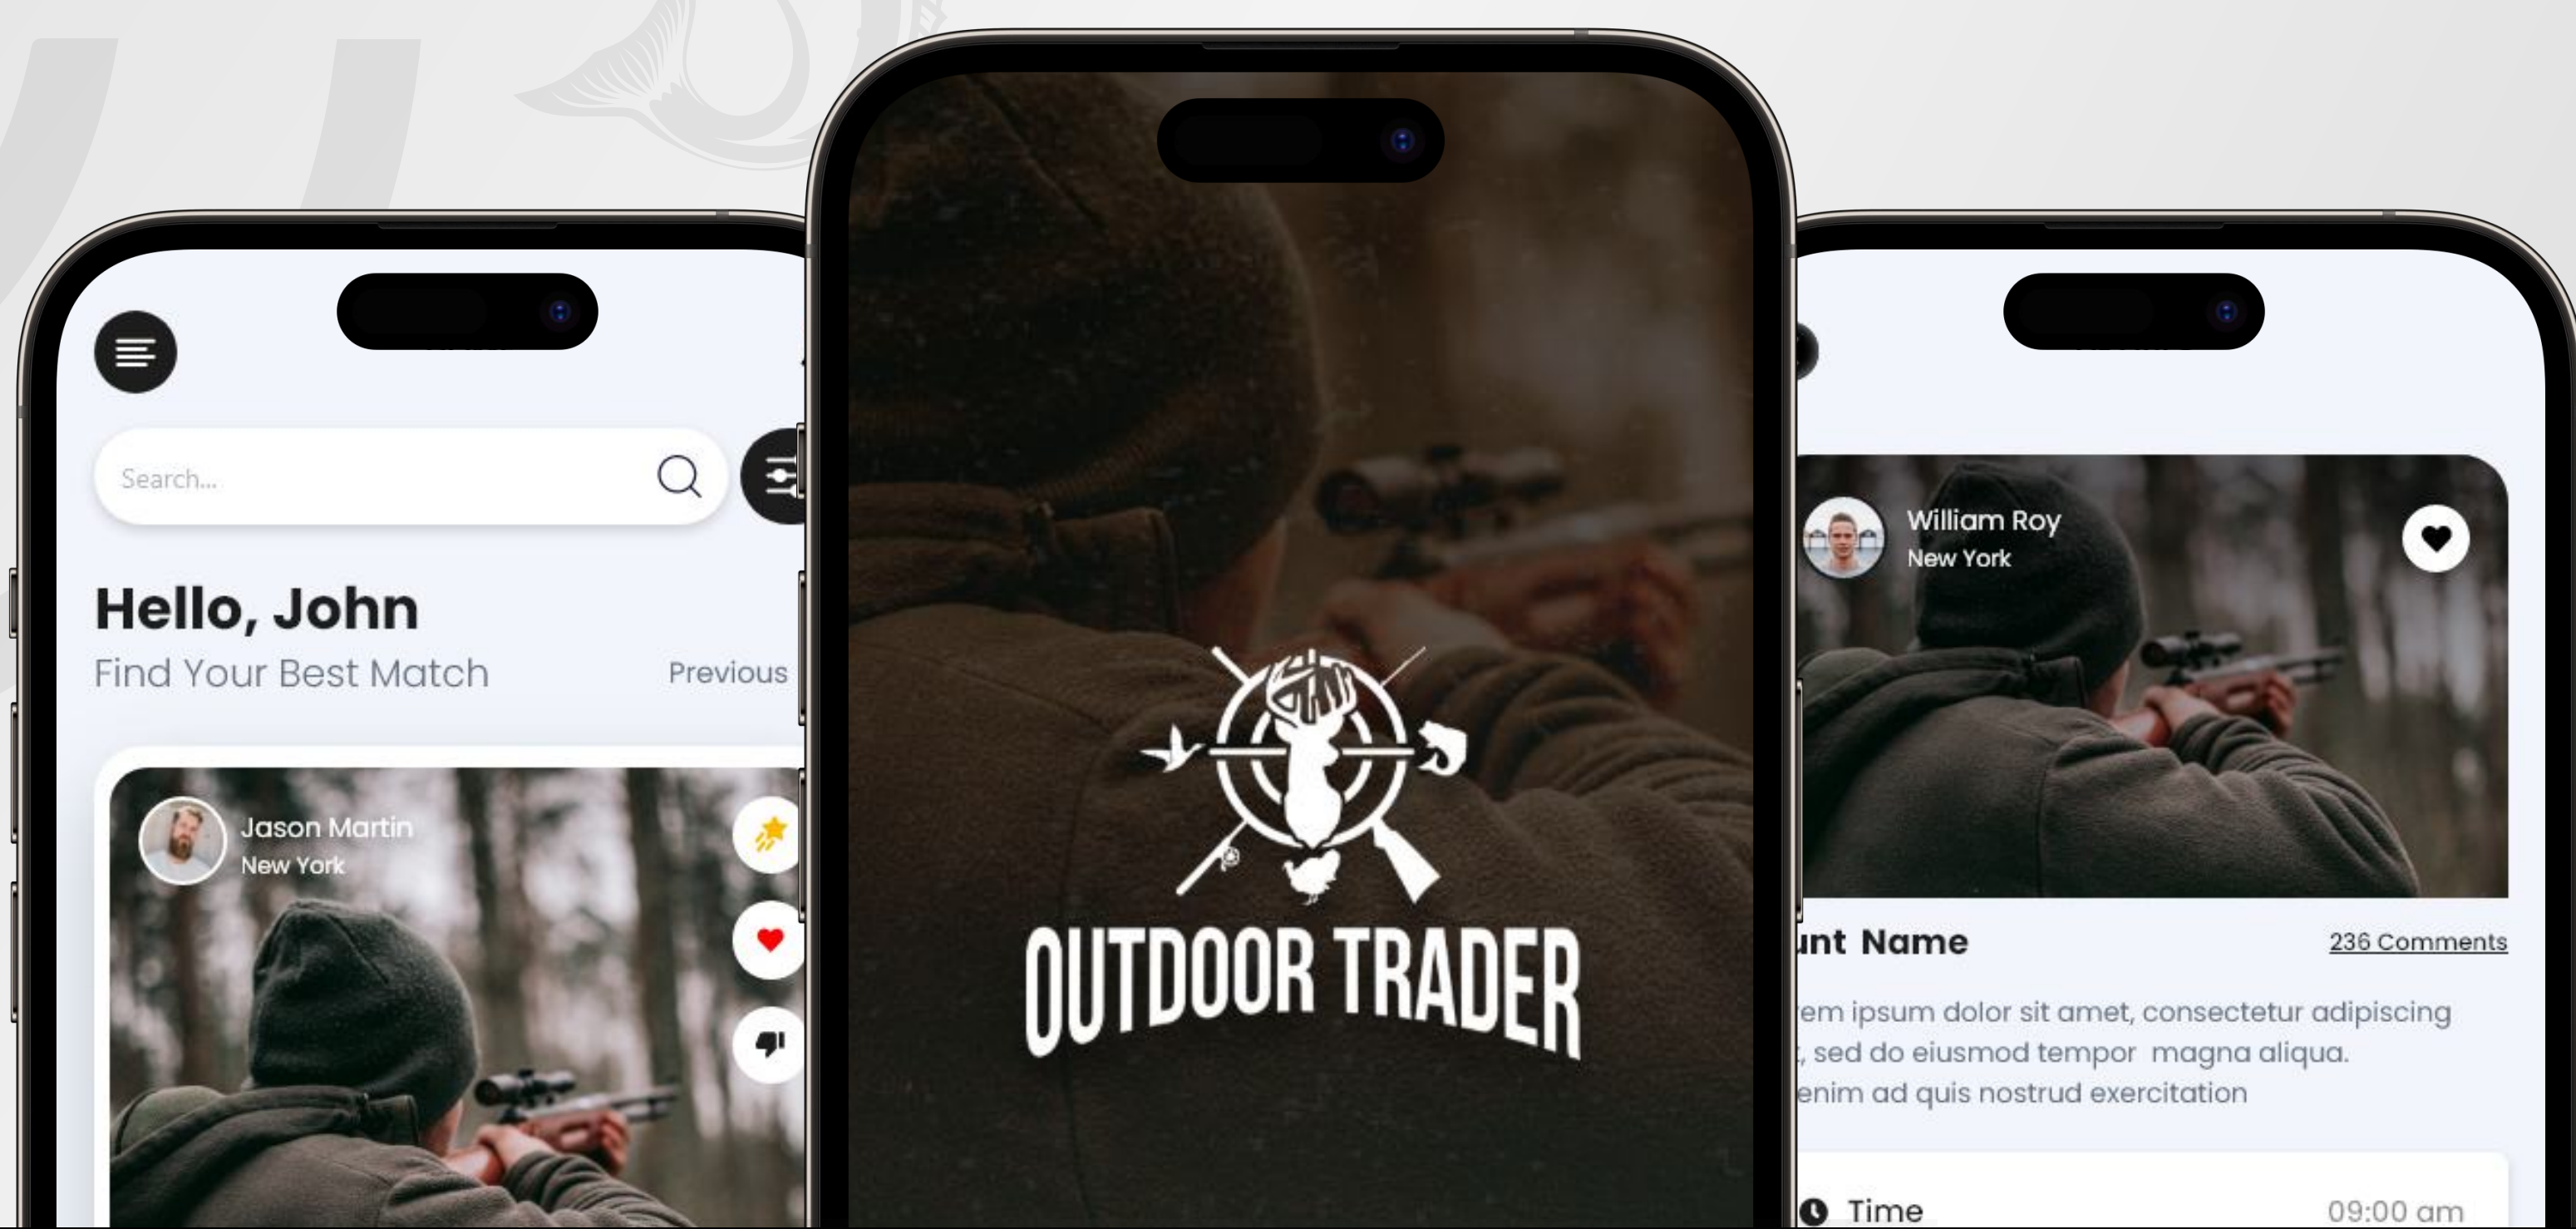 Search...
Hello, John
Find Your Best Match
Previous
Jason Martin
New York
OUTDOOR TRADER
William Roy
New York
Name
236 Comments
ipsum dolor sit amet, consectetur adipiscing
sed do eiusmod tempor magna aliqua.
enim ad quis nostrud exercitation
Time
09:00 am